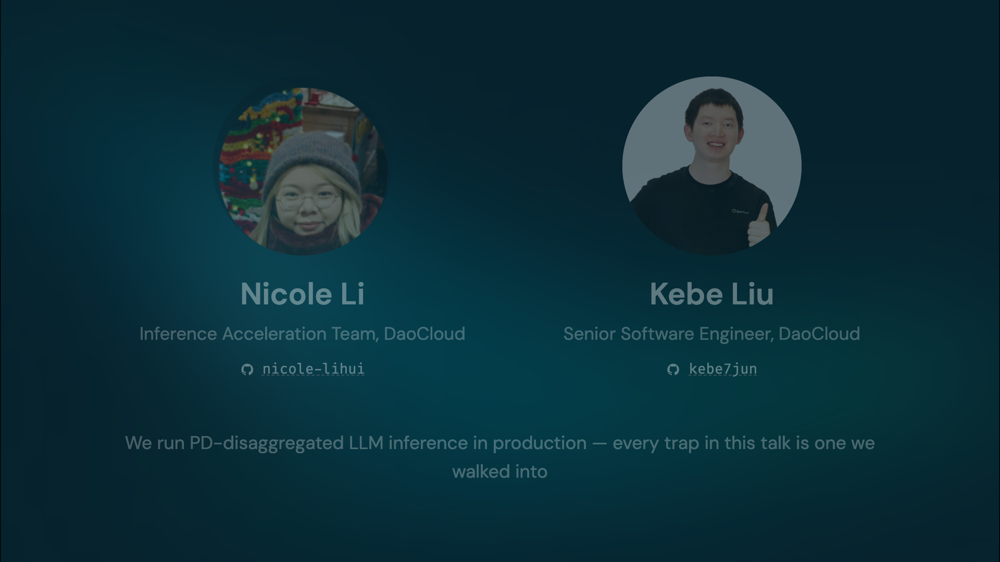 Nicole Li
Inference Acceleration Team, DaoCloud
nicole-lihui
Kebe Liu
Senior Software Engineer, DaoCloud
kebe7jun
We run PD-disaggregated LLM inference in production — every trap in this talk is one we
walked into